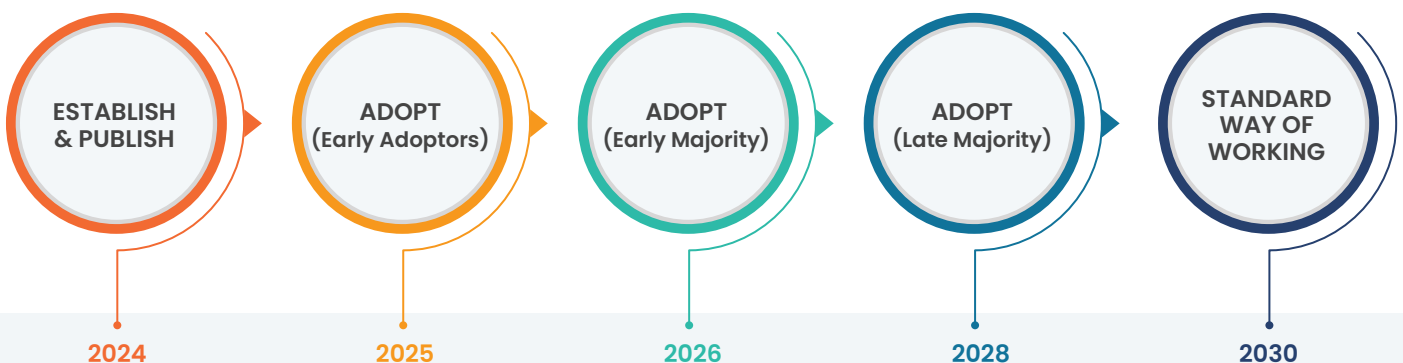 ESTABLISH
& PUBLISH
ADOPT
(Early Adoptors)
ADOPT
(Early Majority)
ADOPT
(Late Majority)
STANDARD
WAY OF
WORKING
2024
2025
2026
2028
2030